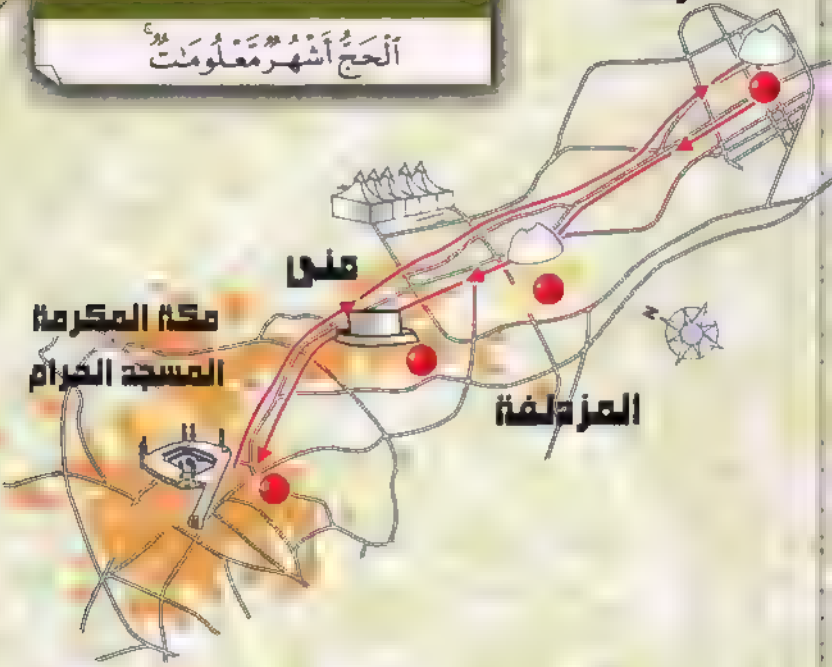 ٱلْحَجُّ أَشْهُرٌ مَّعْلُومَـٰتٌ ۚ
منى
مكة المكرمة
المسجد الحرام
المزدلفة
N